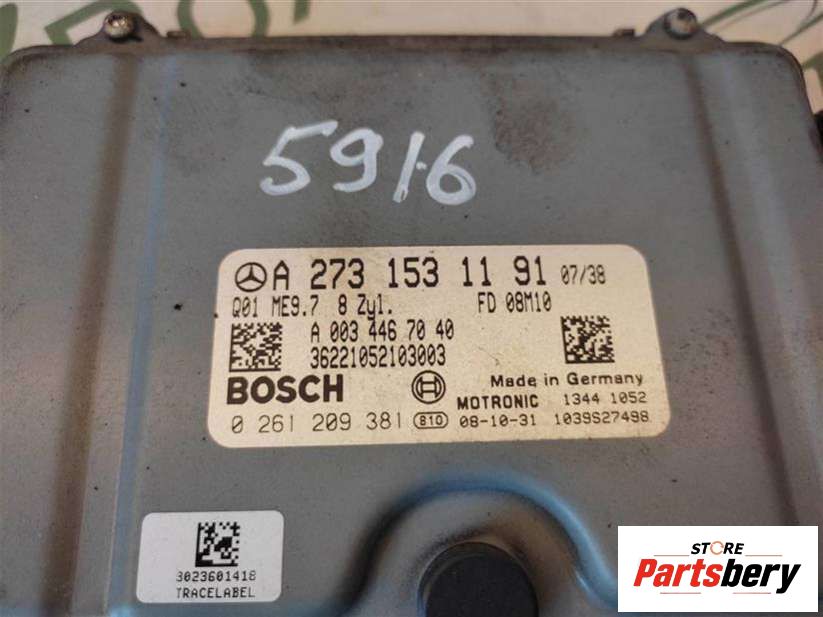 5916
A 273 153 11 91 07/38
Q01 ME9.7 8 Zyl. FD 08M10
A 003 446 70 40
36221052103003
BOSCH
Made in Germany
MOTRONIC 1344 1052
0 261 209 381 810 08-10-31 1039S27498
3023601418
TRACELABEL
STORE
Partsbery